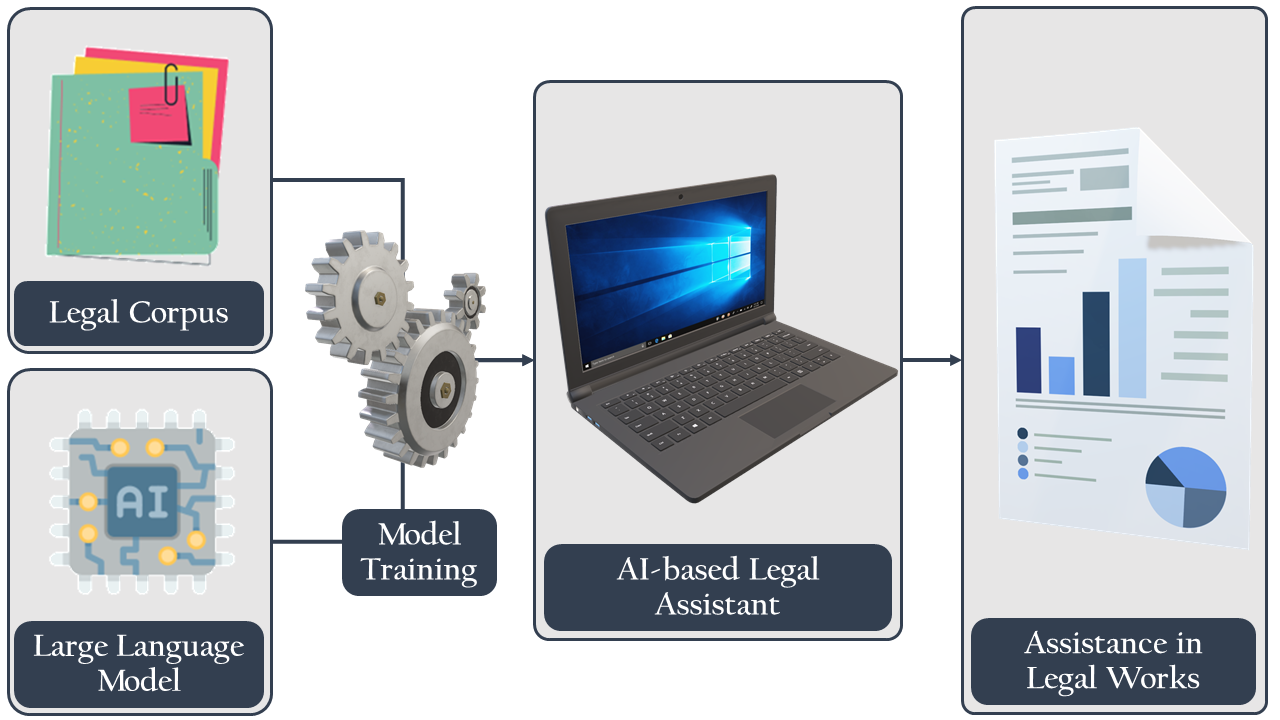 Legal Corpus
AI
Large Language
Model
Model
Training
AI-based Legal
Assistant
Assistance in
Legal Works